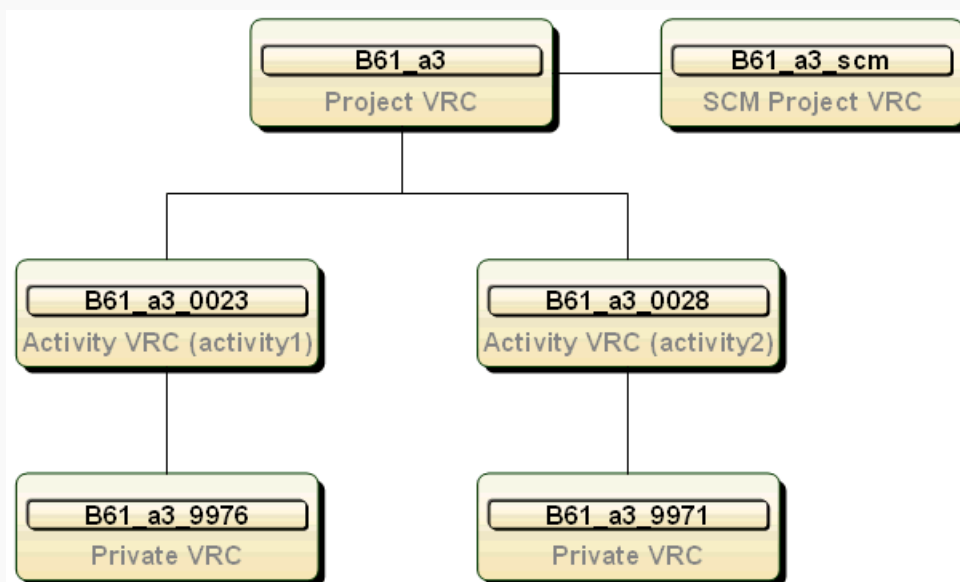 B61_a3
Project VRC
B61_a3_scm
SCM Project VRC
B61_a3_0023
Activity VRC (activity1)
B61_a3_0028
Activity VRC (activity2)
B61_a3_9976
Private VRC
B61_a3_9971
Private VRC